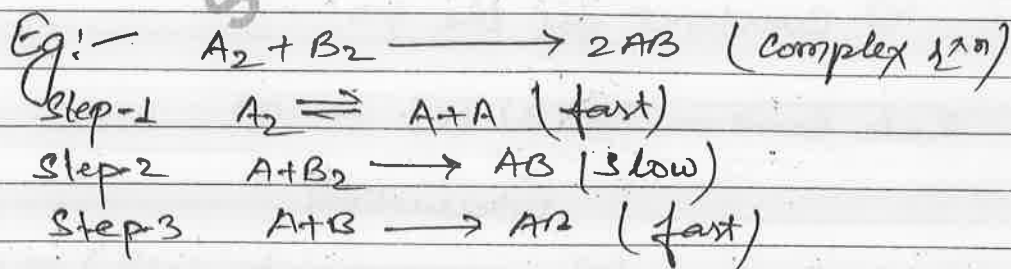 Eg:- A₂ + B₂ ⟶ 2AB (Complex rxn)
Step-1 A₂ ⇌ A+A (fast)
Step-2 A+B₂ ⟶ AB (slow)
Step-3 A+B ⟶ AB (fast)